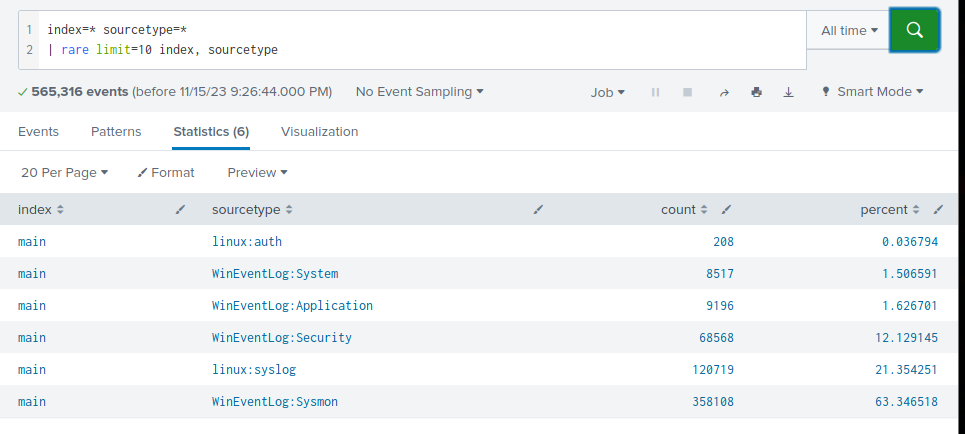 1 index=* sourcetype=*
2 | rare limit=10 index, sourcetype
All time
565,316 events (before 11/15/23 9:26:44.000 PM) No Event Sampling Job Smart Mode
Events Patterns Statistics (6) Visualization
20 Per Page Format Preview
index sourcetype count percent
main linux:auth 208 0.036794
main WinEventLog:System 8517 1.506591
main WinEventLog:Application 9196 1.626701
main WinEventLog:Security 68568 12.129145
main linux:syslog 120719 21.354251
main WinEventLog:Sysmon 358108 63.346518